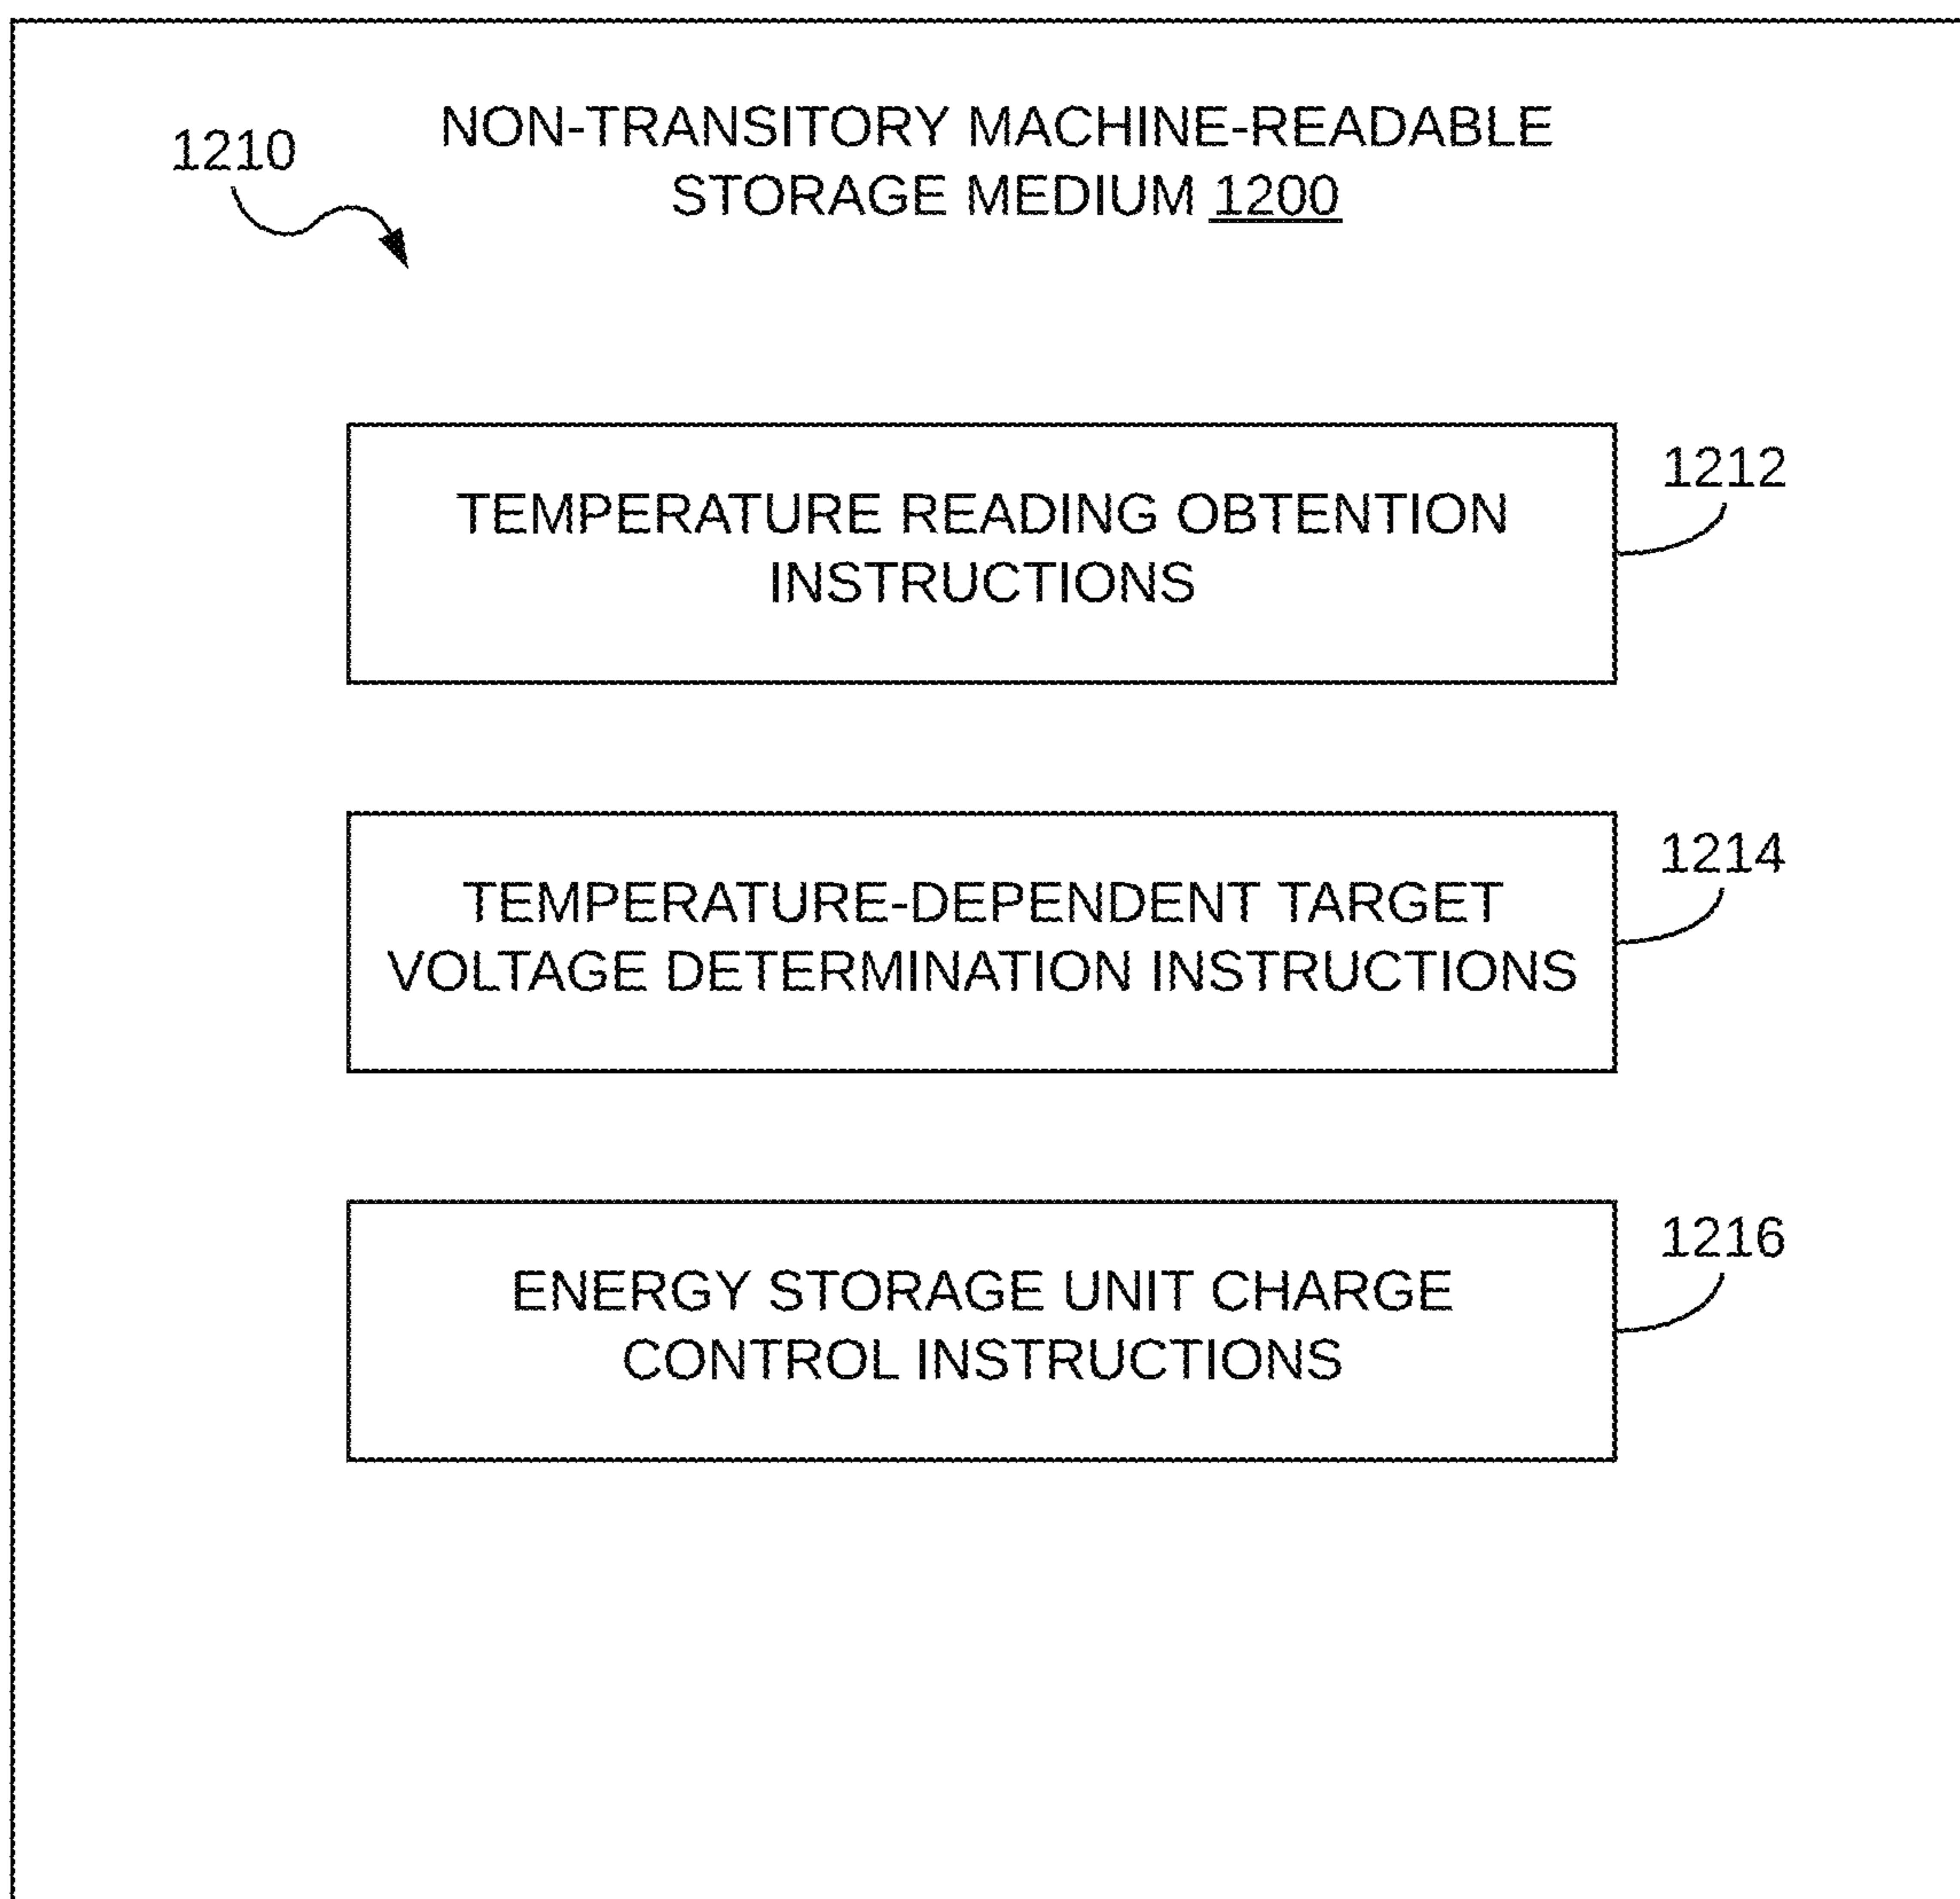 NON-TRANSITORY MACHINE-READABLE
STORAGE MEDIUM 1200
1210
TEMPERATURE READING OBTENTION
INSTRUCTIONS
1212
TEMPERATURE-DEPENDENT TARGET
VOLTAGE DETERMINATION INSTRUCTIONS
1214
ENERGY STORAGE UNIT CHARGE
CONTROL INSTRUCTIONS
1216